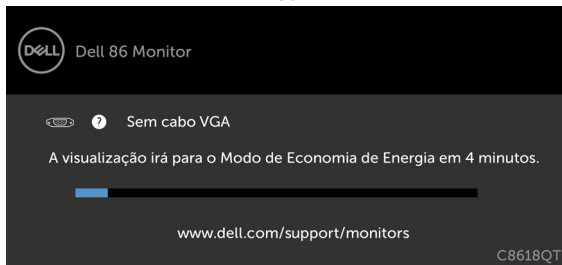 DELL Dell 86 Monitor
? Sem cabo VGA
A visualização irá para o Modo de Economia de Energia em 4 minutos.
www.dell.com/support/monitors
C8618QT